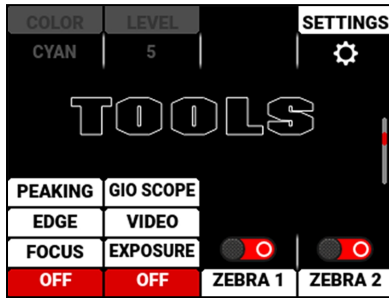 COLOR LEVEL SETTINGS
CYAN 5
TOOLS
PEAKING GIO SCOPE
EDGE VIDEO
FOCUS EXPOSURE
OFF OFF ZEBRA 1 ZEBRA 2